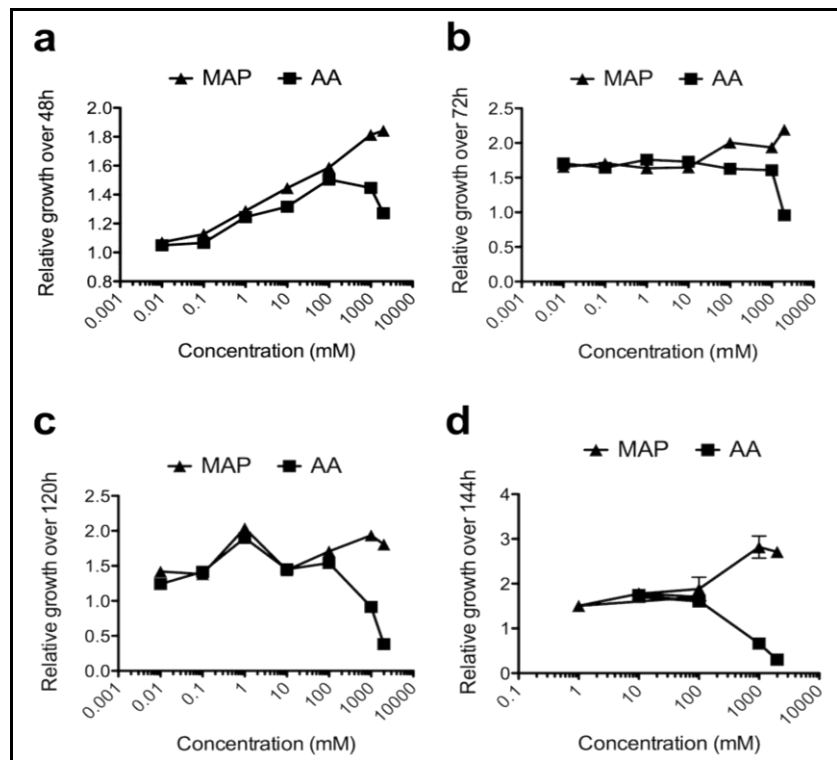 a
MAP AA
Relative growth over 48h
2.0
1.8
1.6
1.4
1.2
1.0
0.8
0.001 0.01 0.1 1 10 100 1000 10000
Concentration (mM)
b
MAP AA
Relative growth over 72h
2.5
2.0
1.5
1.0
0.5
0.0
0.001 0.01 0.1 1 10 100 1000 10000
Concentration (mM)
c
MAP AA
Relative growth over 120h
2.5
2.0
1.5
1.0
0.5
0.0
0.001 0.01 0.1 1 10 100 1000 10000
Concentration (mM)
d
MAP AA
Relative growth over 144h
4
3
2
1
0
0.1 1 10 100 1000 10000
Concentration (mM)